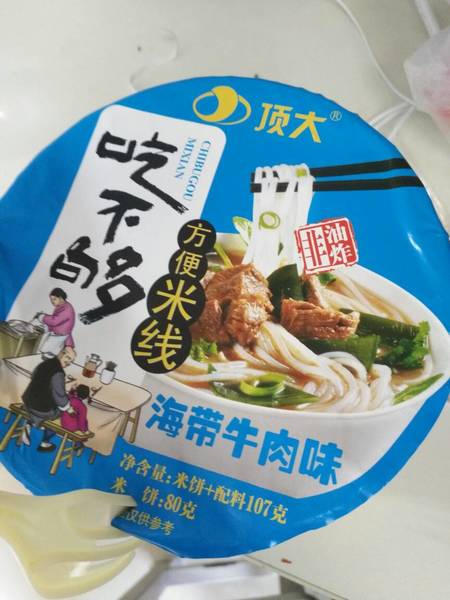 顶大®
吃不够
CHIBUGOU
MIXIAN
方便米线
非油炸
海带牛肉味
净含量:米饼+配料107克
米 饼:80克
仅供参考